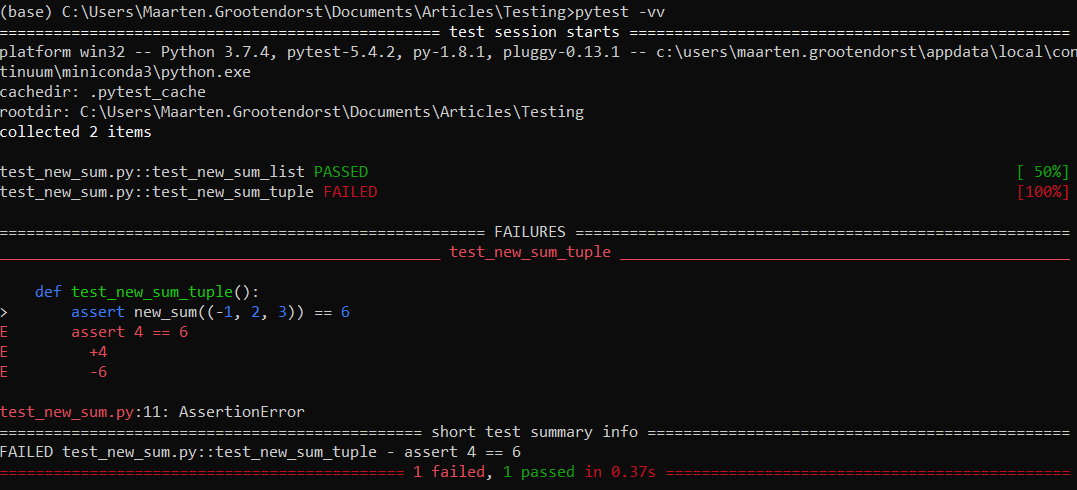 (base) C:\Users\Maarten.Grootendorst\Documents\Articles\Testing>pytest -vv
================================================= test session starts =================================================
platform win32 -- Python 3.7.4, pytest-5.4.2, py-1.8.1, pluggy-0.13.1 -- c:\users\maarten.grootendorst\appdata\local\con
tinuum\miniconda3\python.exe
cachedir: .pytest_cache
rootdir: C:\Users\Maarten.Grootendorst\Documents\Articles\Testing
collected 2 items

test_new_sum.py::test_new_sum_list PASSED                                                                        [ 50%]
test_new_sum.py::test_new_sum_tuple FAILED                                                                       [100%]

====================================================== FAILURES =======================================================
_________________________________________________ test_new_sum_tuple __________________________________________________

    def test_new_sum_tuple():
>       assert new_sum((-1, 2, 3)) == 6
E       assert 4 == 6
E         +4
E         -6

test_new_sum.py:11: AssertionError
=============================================== short test summary info ===============================================
FAILED test_new_sum.py::test_new_sum_tuple - assert 4 == 6
============================================= 1 failed, 1 passed in 0.37s =============================================